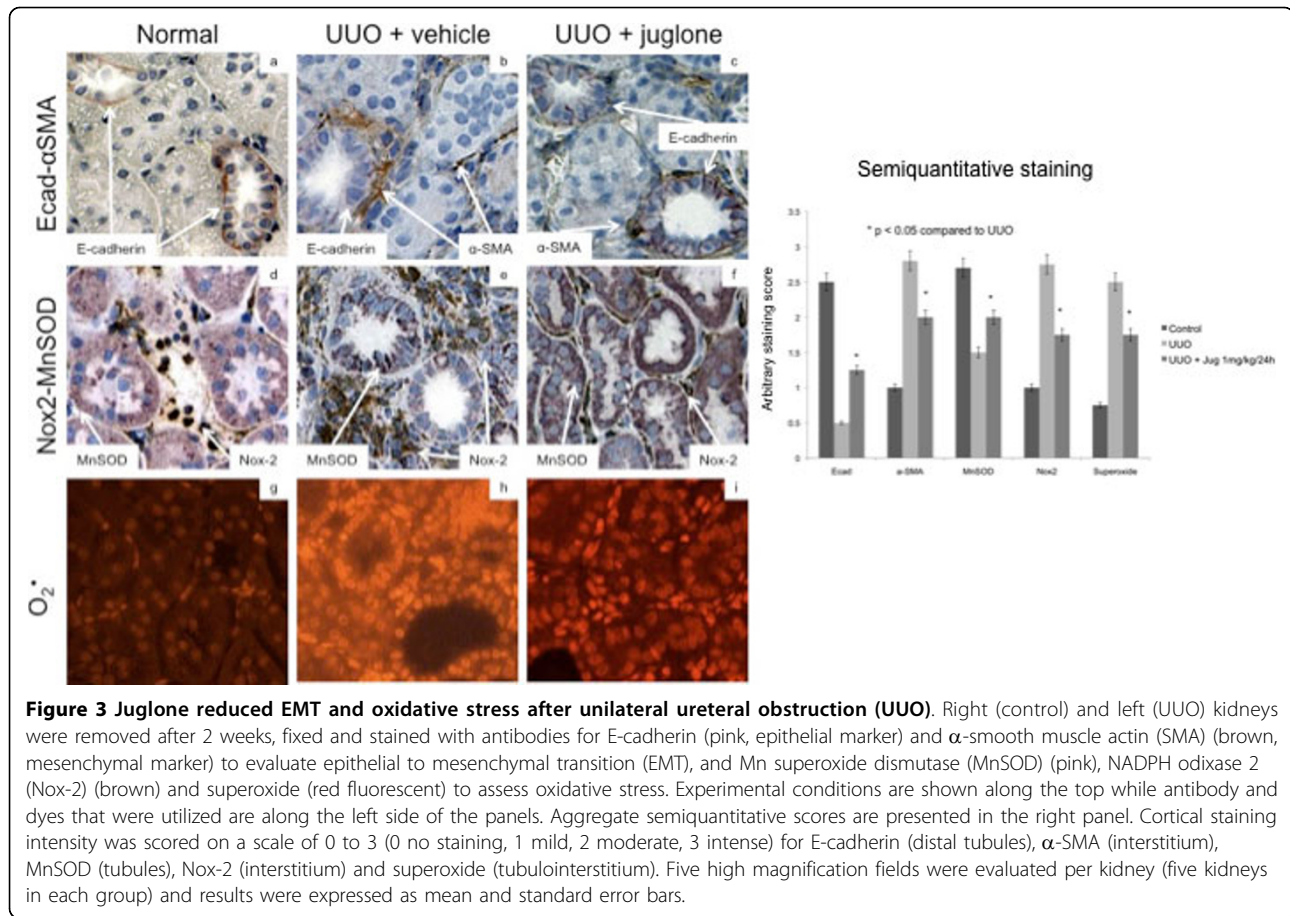 Normal
UUO + vehicle
UUO + juglone
Ecad-αSMA
a
b
c
E-cadherin
E-cadherin
α-SMA
E-cadherin
α-SMA
Nox2-MnSOD
d
e
f
MnSOD
Nox-2
MnSOD
Nox-2
MnSOD
Nox-2
O₂•
g
h
i
Semiquantitative staining
* p < 0.05 compared to UUO
Arbitrary staining score
3.5
3
2.5
2
1.5
1
0.5
0
*
*
*
*
*
Ecad
α-SMA
MnSOD
Nox2
Superoxide
Control
UUO
UUO + Jug 1mg/kg/24h
Figure 3 Juglone reduced EMT and oxidative stress after unilateral ureteral obstruction (UUO). Right (control) and left (UUO) kidneys
were removed after 2 weeks, fixed and stained with antibodies for E-cadherin (pink, epithelial marker) and α-smooth muscle actin (SMA) (brown,
mesenchymal marker) to evaluate epithelial to mesenchymal transition (EMT), and Mn superoxide dismutase (MnSOD) (pink), NADPH odixase 2
(Nox-2) (brown) and superoxide (red fluorescent) to assess oxidative stress. Experimental conditions are shown along the top while antibody and
dyes that were utilized are along the left side of the panels. Aggregate semiquantitative scores are presented in the right panel. Cortical staining
intensity was scored on a scale of 0 to 3 (0 no staining, 1 mild, 2 moderate, 3 intense) for E-cadherin (distal tubules), α-SMA (interstitium),
MnSOD (tubules), Nox-2 (interstitium) and superoxide (tubulointerstitium). Five high magnification fields were evaluated per kidney (five kidneys
in each group) and results were expressed as mean and standard error bars.